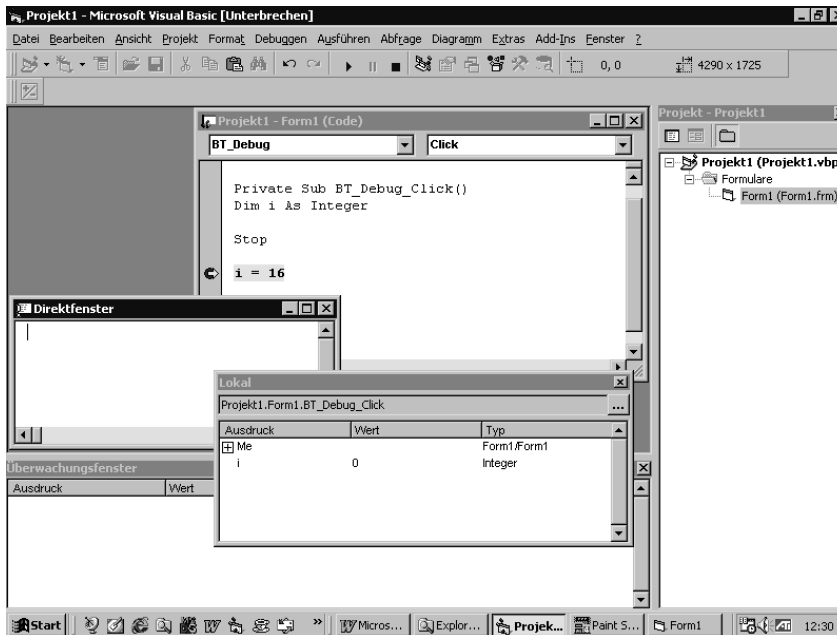 Projekt1 - Microsoft Visual Basic [Unterbrechen]
Datei Bearbeiten Ansicht Projekt Format Debuggen Ausführen Abfrage Diagramm Extras Add-Ins Fenster ?
0, 0 4290 x 1725
Projekt1 - Form1 (Code)
BT_Debug Click
Private Sub BT_Debug_Click()
Dim i As Integer
Stop
i = 16
Projekt - Projekt1
Projekt1 (Projekt1.vbp
Formulare
Form1 (Form1.frm)
Direktfenster
Lokal
Projekt1.Form1.BT_Debug_Click
...
Ausdruck Wert Typ
Me Form1/Form1
i 0 Integer
Überwachungsfenster
Ausdruck Wert
Start » Micros... Explor... Projek... Paint S... Form1 12:30